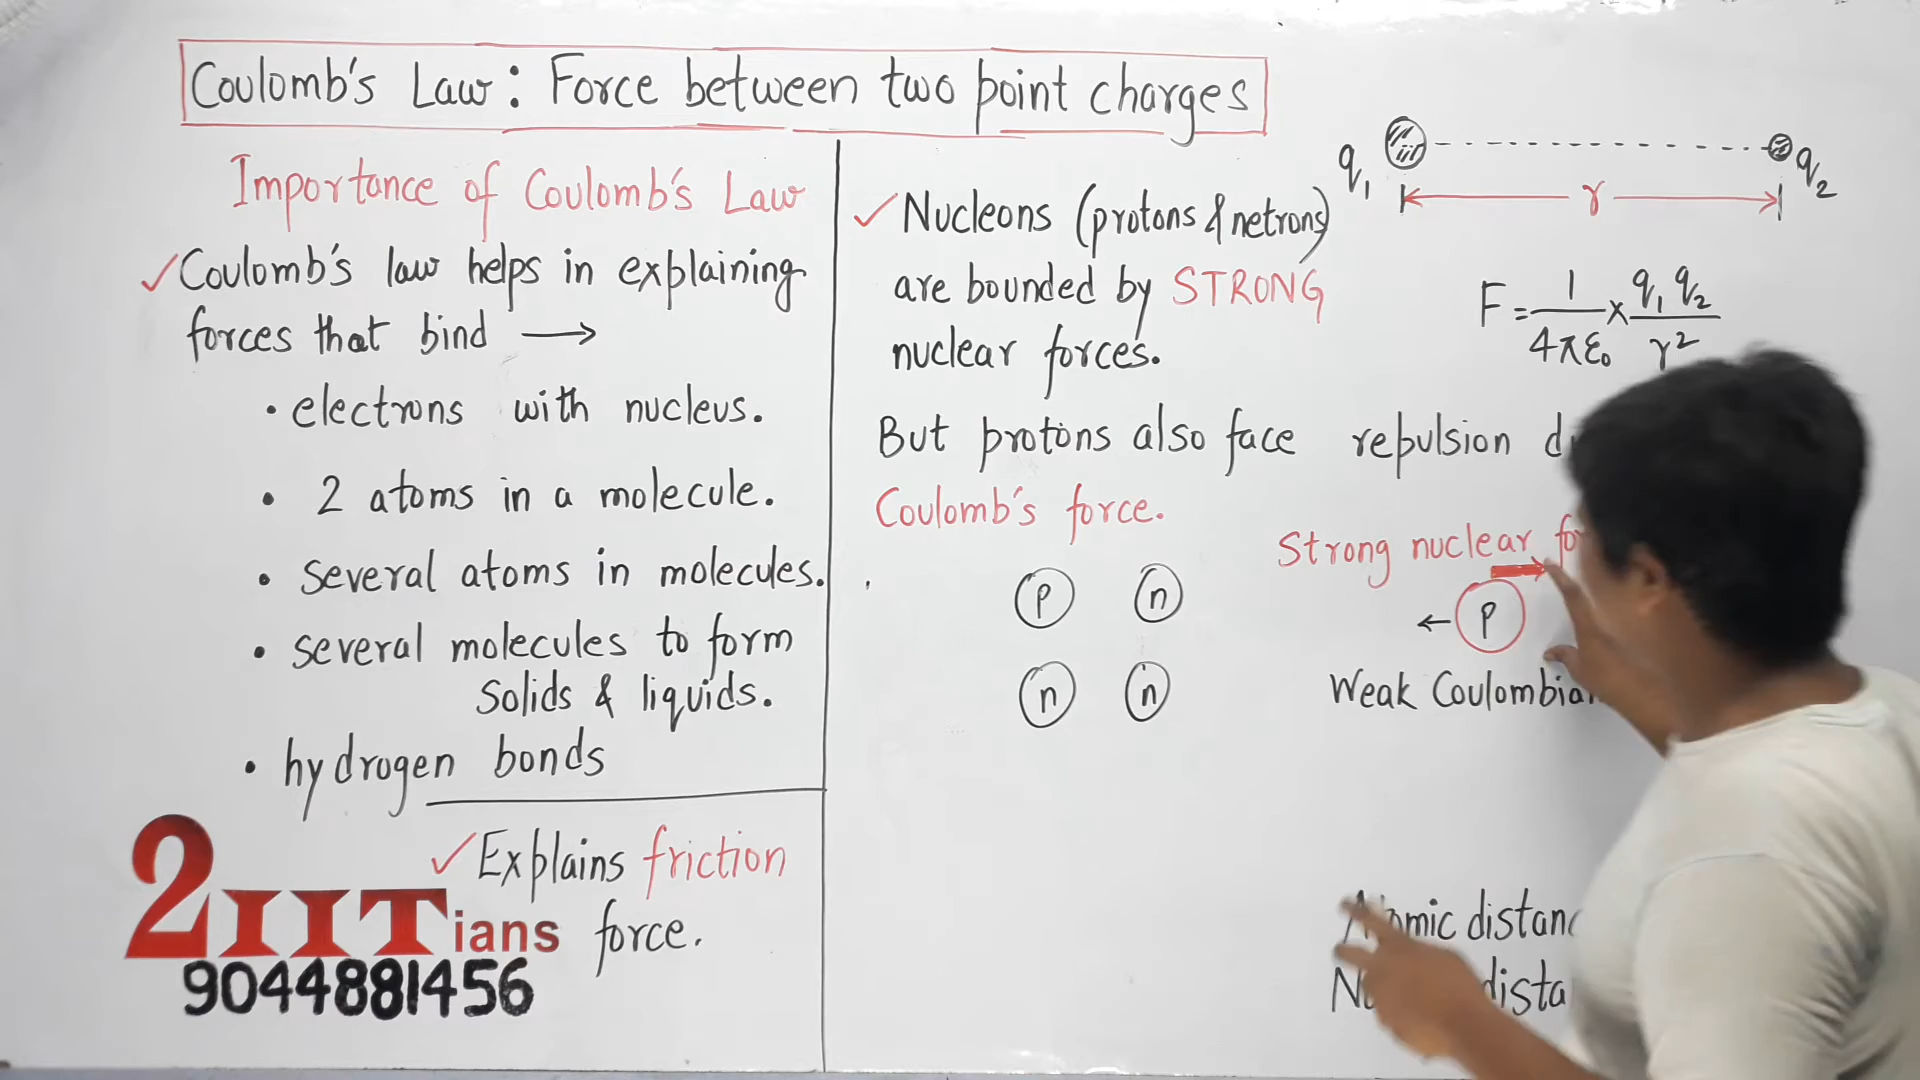 Coulomb's Law: Force between two point charges
Importance of Coulomb's Law
✓Coulomb's law helps in explaining
forces that bind →
• electrons with nucleus.
• 2 atoms in a molecule.
• several atoms in molecules.
• several molecules to form
solids & liquids.
• hydrogen bonds
✓Explains friction
force.
2IITians
9044881456
✓Nucleons (protons & netrons)
are bounded by STRONG
nuclear forces.
But protons also face repulsion
Coulomb's force.
p n
n n
q₁ q₂
r
F = 1/4πε₀ × q₁ q₂/r²
Strong nuclear
← p
Weak